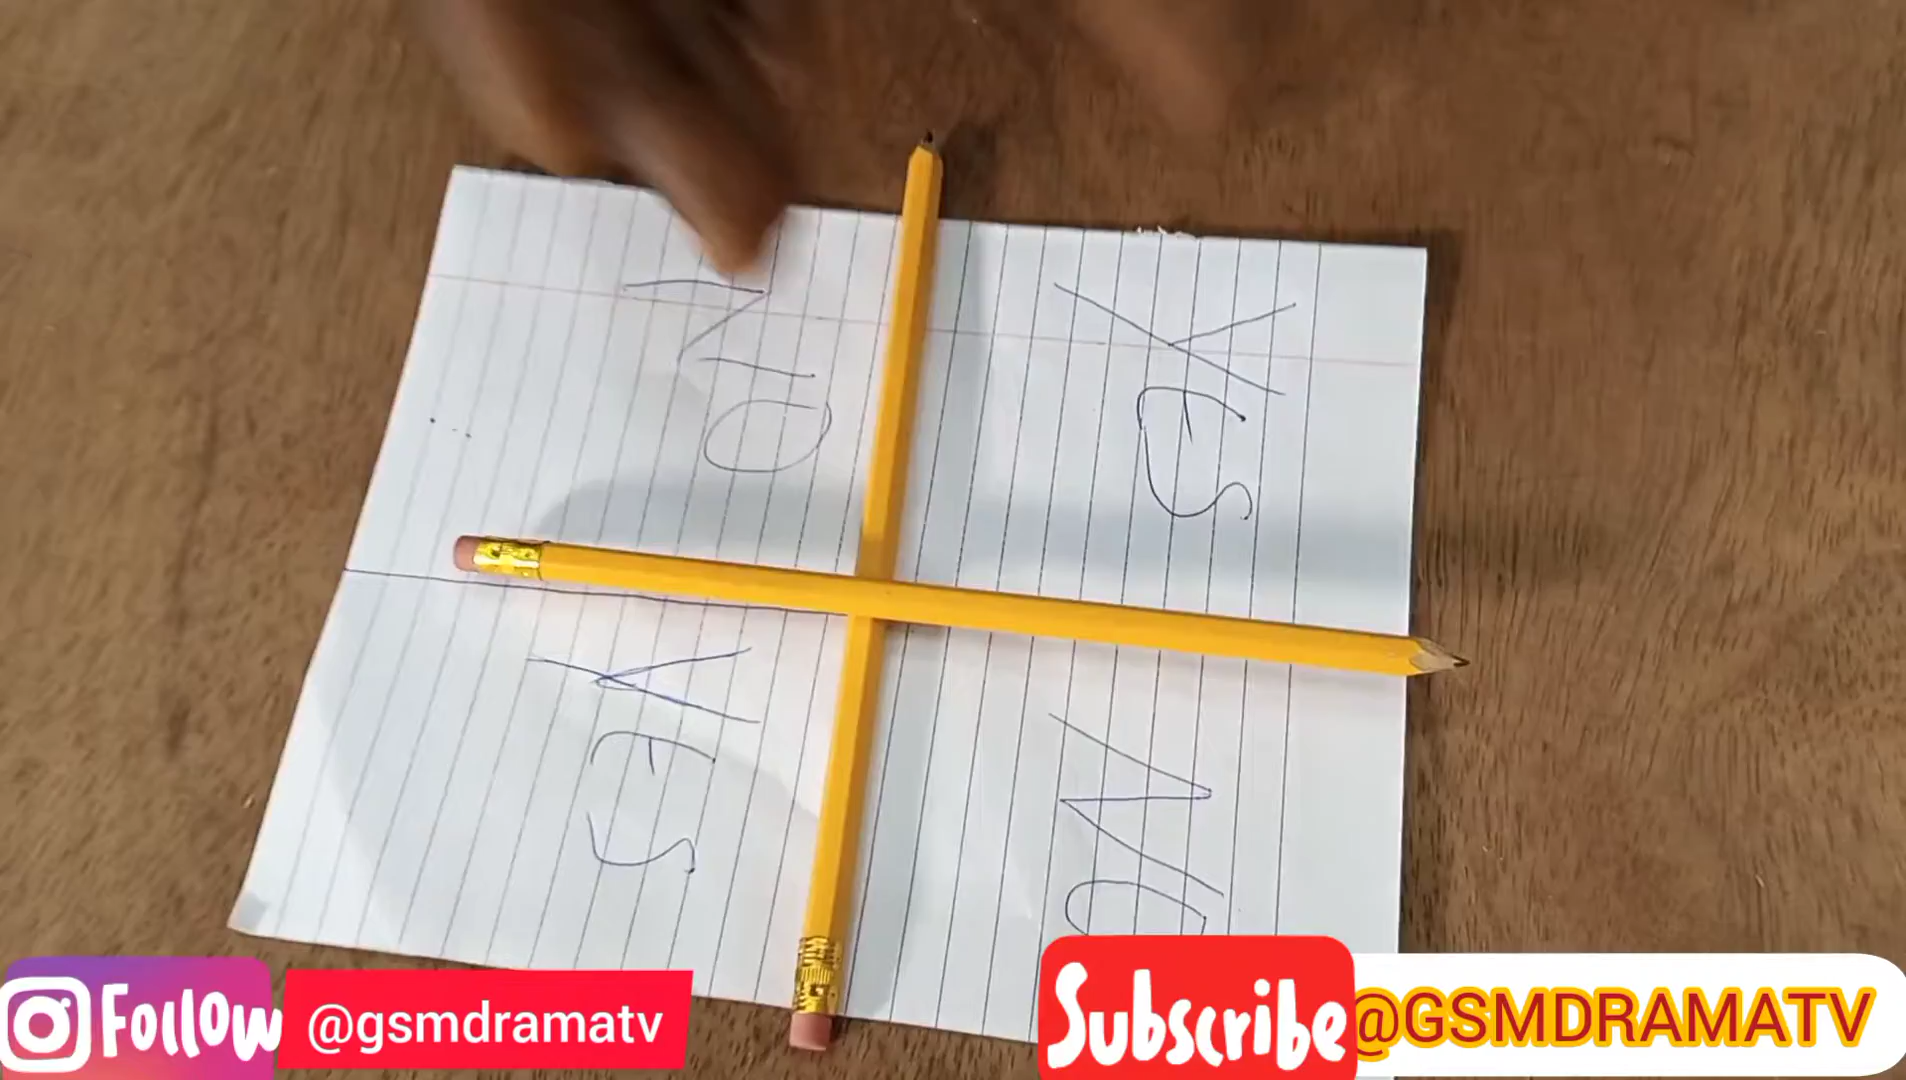 NO
YES
YES
NO
Follow
@gsmdramatv
Subscribe
@GSMDRAMATV